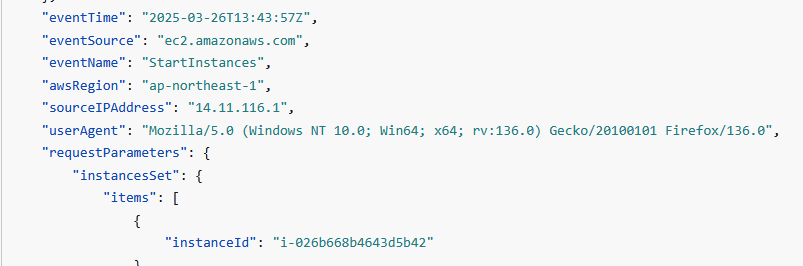 "eventTime": "2025-03-26T13:43:57Z",
"eventSource": "ec2.amazonaws.com",
"eventName": "StartInstances",
"awsRegion": "ap-northeast-1",
"sourceIPAddress": "14.11.116.1",
"userAgent": "Mozilla/5.0 (Windows NT 10.0; Win64; x64; rv:136.0) Gecko/20100101 Firefox/136.0",
"requestParameters": {
"instancesSet": {
"items": [
{
"instanceId": "i-026b668b4643d5b42"